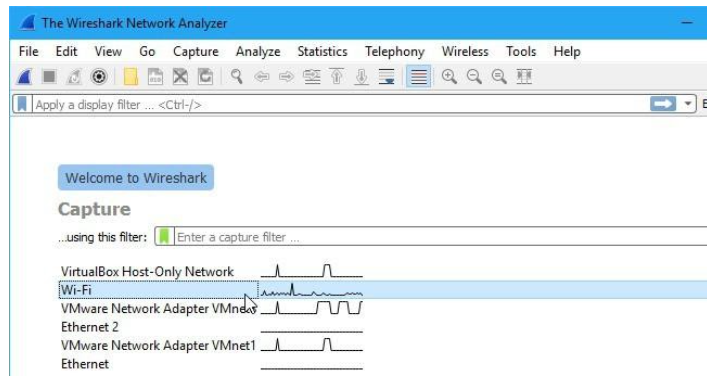 The Wireshark Network Analyzer
File Edit View Go Capture Analyze Statistics Telephony Wireless Tools Help
Apply a display filter ... <Ctrl-/>
Welcome to Wireshark
Capture
...using this filter: Enter a capture filter ...
VirtualBox Host-Only Network
Wi-Fi
VMware Network Adapter
Ethernet 2
VMware Network Adapter VMnet1
Ethernet